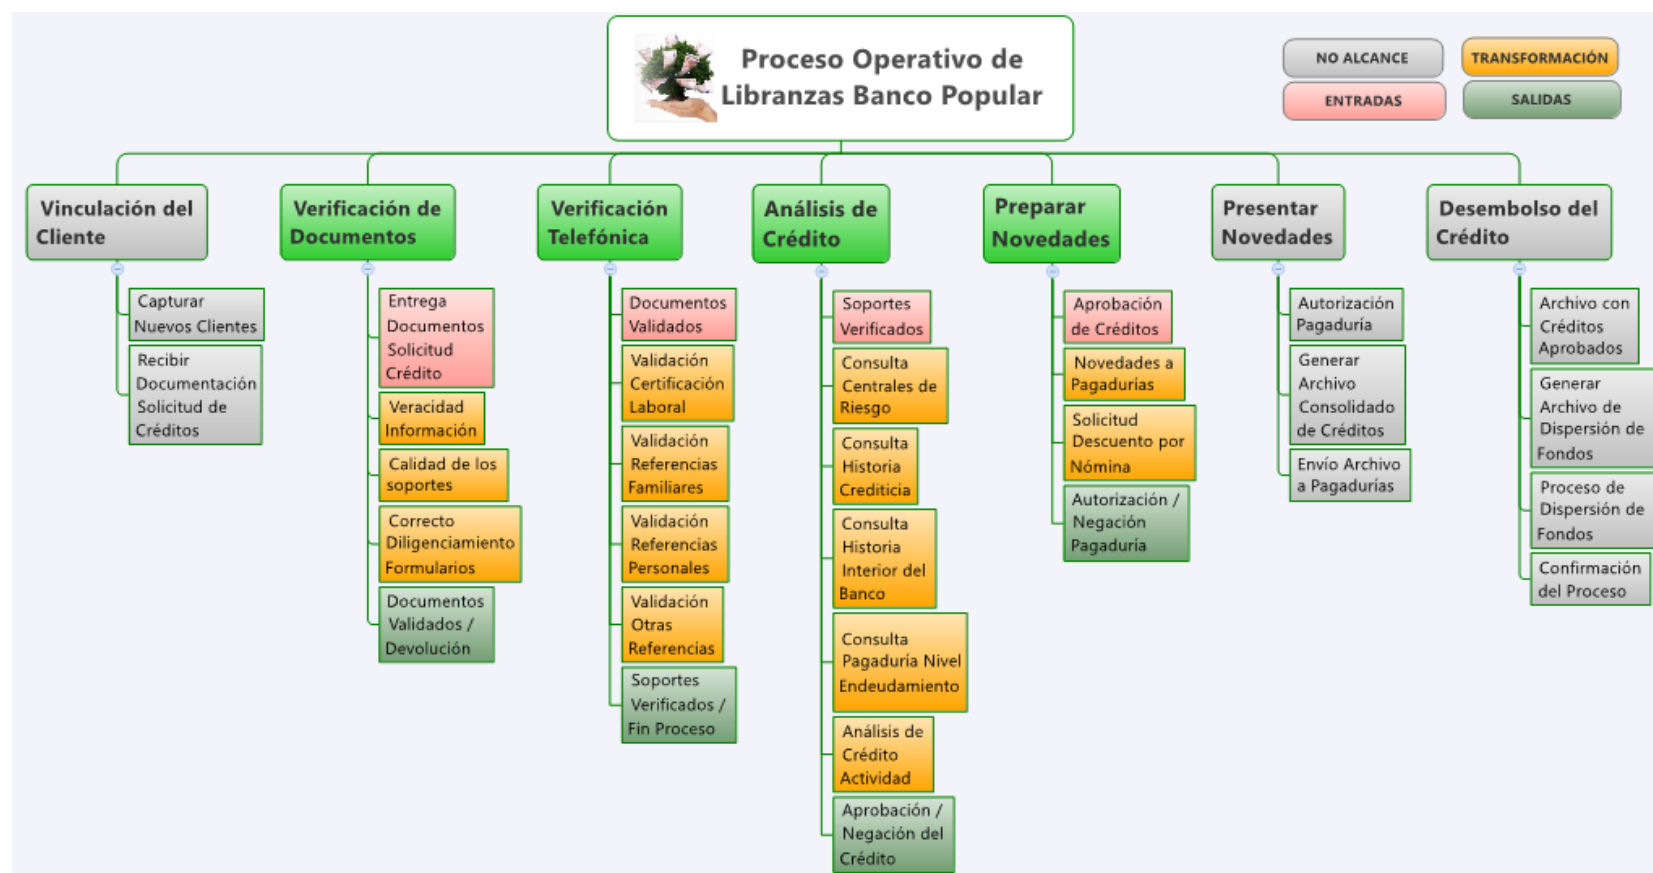 Proceso Operativo de
Libranzas Banco Popular
NO ALCANCE
TRANSFORMACIÓN
ENTRADAS
SALIDAS
Vinculación del
Cliente
Capturar
Nuevos Clientes
Recibir
Documentación
Solicitud de
Créditos
Verificación de
Documentos
Entrega
Documentos
Solicitud
Crédito
Veracidad
Información
Calidad de los
soportes
Correcto
Diligenciamiento
Formularios
Documentos
Validados /
Devolución
Verificación
Telefónica
Documentos
Validados
Validación
Certificación
Laboral
Validación
Referencias
Familiares
Validación
Referencias
Personales
Validación
Otras
Referencias
Soportes
Verificados /
Fin Proceso
Análisis de
Crédito
Soportes
Verificados
Consulta
Centrales de
Riesgo
Consulta
Historia
Crediticia
Consulta
Historia
Interior del
Banco
Consulta
Pagaduría Nivel
Endeudamiento
Análisis de
Crédito
Actividad
Aprobación /
Negación del
Crédito
Preparar
Novedades
Aprobación
de Créditos
Novedades a
Pagadurías
Solicitud
Descuento por
Nómina
Autorización /
Negación
Pagaduría
Presentar
Novedades
Autorización
Pagaduría
Generar
Archivo
Consolidado
de Créditos
Envío Archivo
a Pagadurías
Desembolso del
Crédito
Archivo con
Créditos
Aprobados
Generar
Archivo de
Dispersión de
Fondos
Proceso de
Dispersión de
Fondos
Confirmación
del Proceso